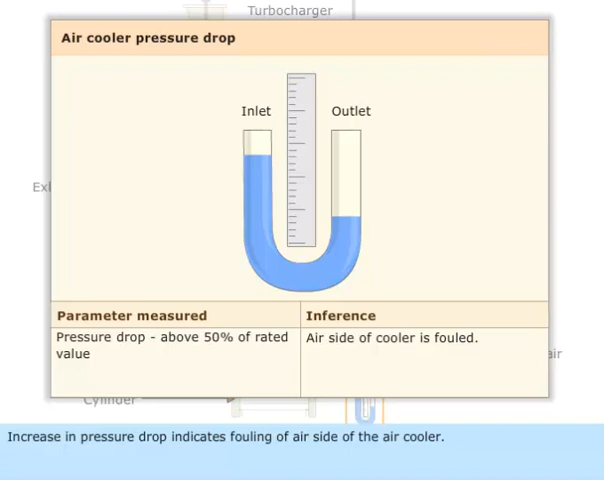 Turbocharger
Air cooler pressure drop
Inlet
Outlet
Parameter measured
Inference
Pressure drop - above 50% of rated
value
Air side of cooler is fouled.
air
Cylinder
Increase in pressure drop indicates fouling of air side of the air cooler.